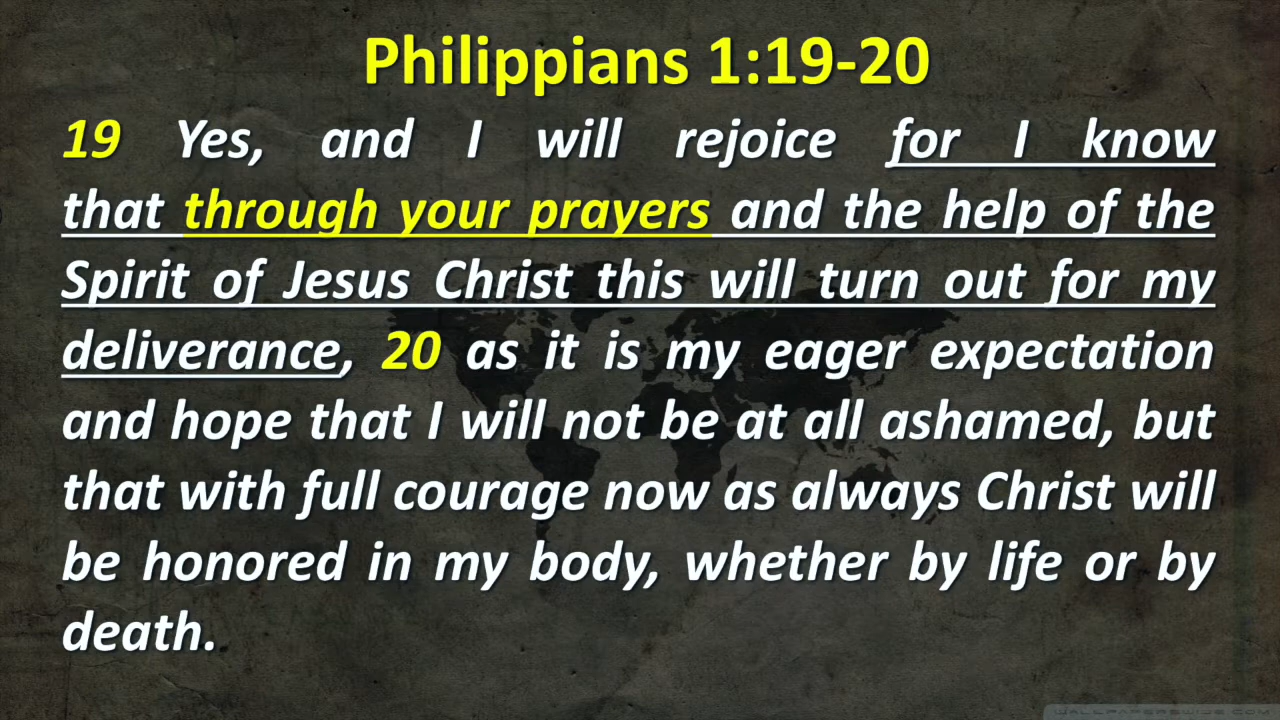 Philippians 1:19-20
19 Yes, and I will rejoice for I know
that through your prayers and the help of the
Spirit of Jesus Christ this will turn out for my
deliverance, 20 as it is my eager expectation
and hope that I will not be at all ashamed, but
that with full courage now as always Christ will
be honored in my body, whether by life or by
death.
WALLPAPERSWIDE.COM